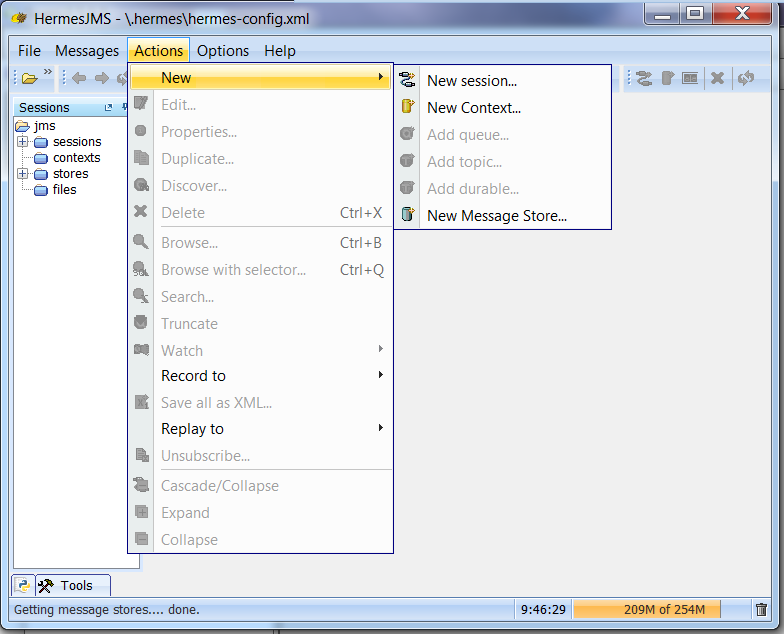 HermesJMS - \.hermes\hermes-config.xml
File Messages Actions Options Help
Sessions
jms
sessions
contexts
stores
files
New
Edit...
Properties...
Duplicate...
Discover...
Delete Ctrl+X
Browse... Ctrl+B
Browse with selector... Ctrl+Q
Search...
Truncate
Watch
Record to
Save all as XML...
Replay to
Unsubscribe...
Cascade/Collapse
Expand
Collapse
New session...
New Context...
Add queue...
Add topic...
Add durable...
New Message Store...
Tools
Getting message stores.... done. 9:46:29 209M of 254M